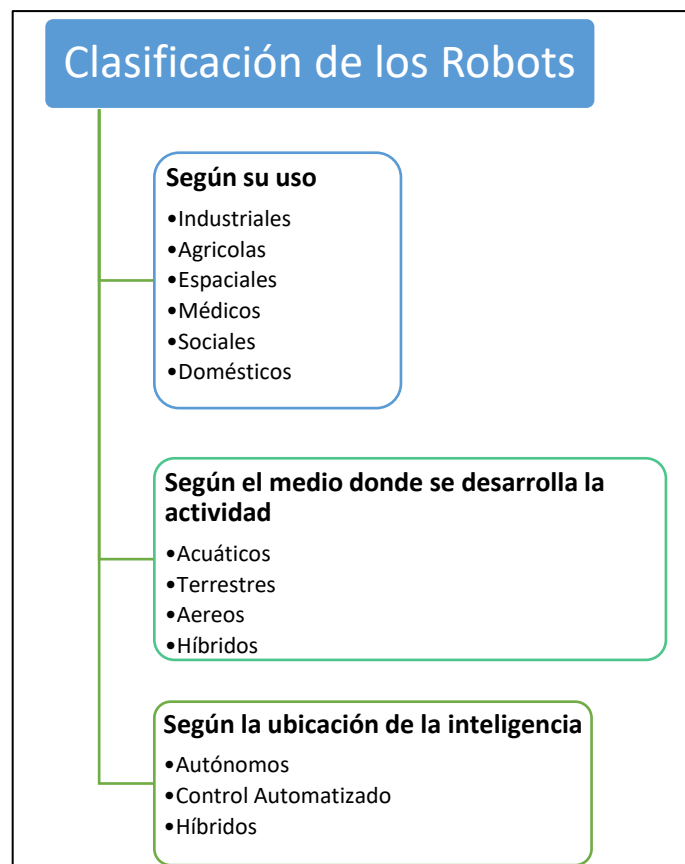 Clasificación de los Robots
Según su uso
•Industriales
•Agricolas
•Espaciales
•Médicos
•Sociales
•Domésticos
Según el medio donde se desarrolla la
actividad
•Acuáticos
•Terrestres
•Aereos
•Híbridos
Según la ubicación de la inteligencia
•Autónomos
•Control Automatizado
•Híbridos